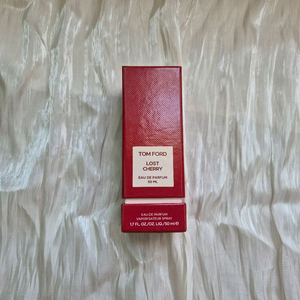 TOM FORD
LOST
CHERRY
EAU DE PARFUM
50 ML
EAU DE PARFUM
VAPORISATEUR SPRAY
1.7 FL.OZ./OZ.LIQ./50 ml ℮